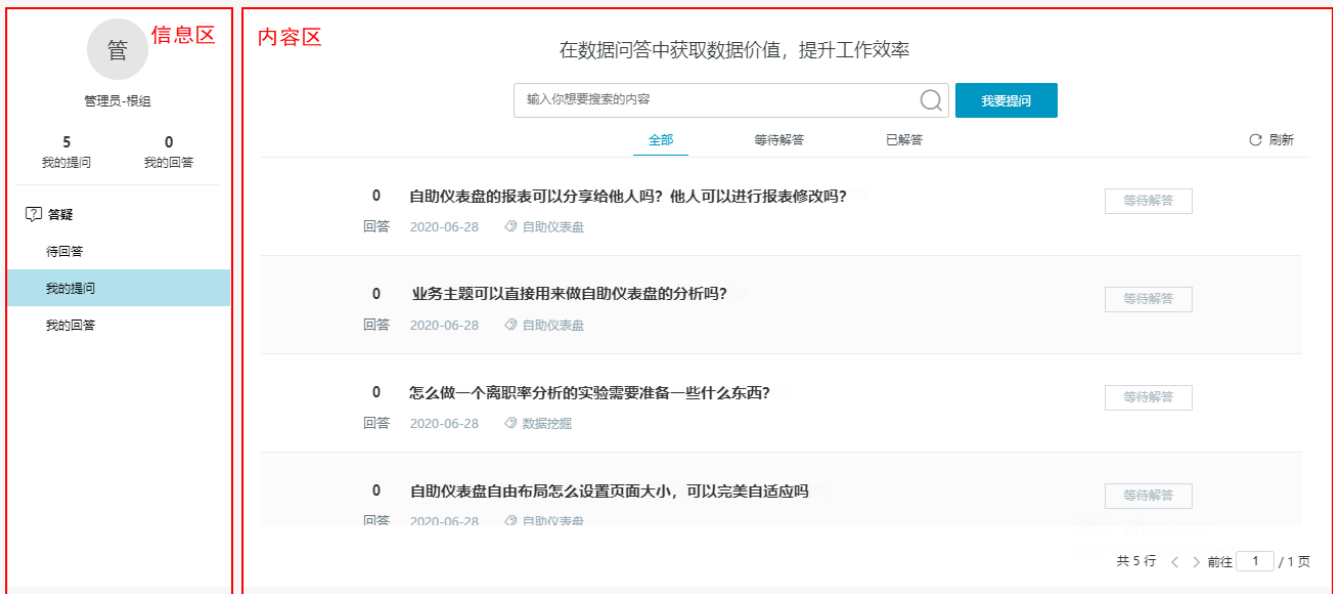 信息区
管
管理员-根组
5 0
我的提问 我的回答
答疑
待回答
我的提问
我的回答
内容区
在数据问答中获取数据价值，提升工作效率
输入你想要搜索的内容 我要提问
全部 等待解答 已解答 刷新
0 自助仪表盘的报表可以分享给他人吗？他人可以进行报表修改吗？ 等待解答
回答 2020-06-28 自助仪表盘
0 业务主题可以直接用来做自助仪表盘的分析吗？ 等待解答
回答 2020-06-28 自助仪表盘
0 怎么做一个离职率分析的实验需要准备一些什么东西？ 等待解答
回答 2020-06-28 数据挖掘
0 自助仪表盘自由布局怎么设置页面大小，可以完美自适应吗 等待解答
回答 2020-06-28 自助仪表盘
共 5 行 < > 前往 1 / 1 页